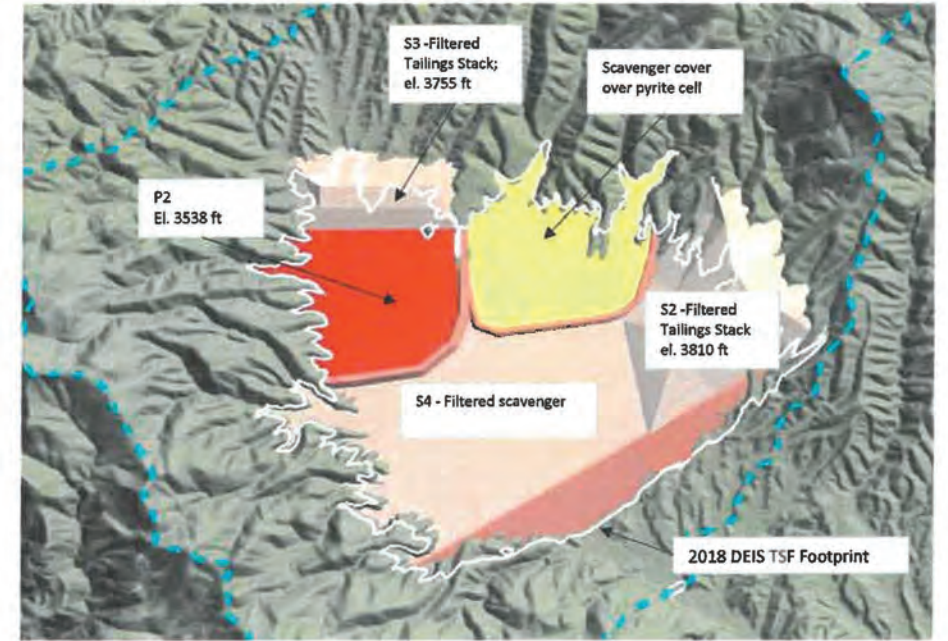 S3 -Filtered
Tailings Stack;
el. 3755 ft
Scavenger cover
over pyrite cell
P2
El. 3538 ft
S2 -Filtered
Tailings Stack
el. 3810 ft
S4 - Filtered scavenger
2018 DEIS TSF Footprint